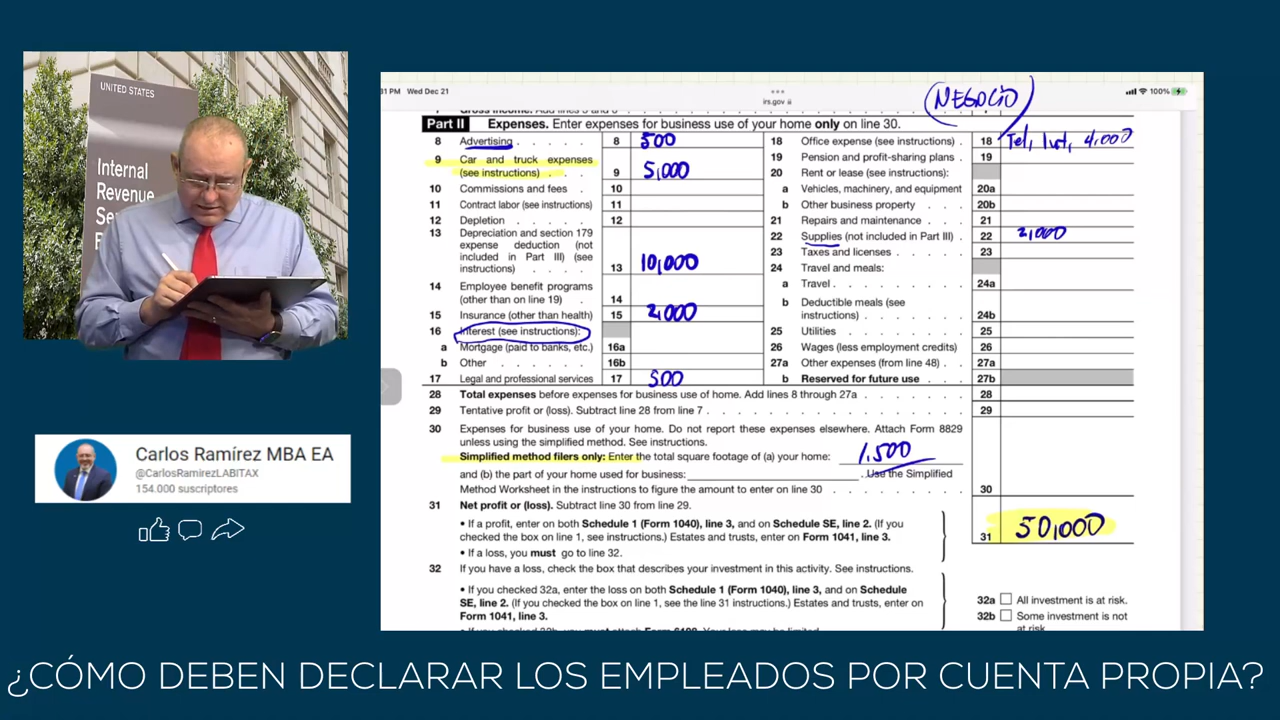 UNITED STATES
Internal
Revenue
Carlos Ramírez MBA EA
@CarlosRamirezLABITAX
154.000 suscriptores
31 PM Wed Dec 21
irs.gov
100%
NEGOCIO
Part II Expenses. Enter expenses for business use of your home only on line 30.
8 Advertising . . . . . 8 500
9 Car and truck expenses
(see instructions) . . . 9 5,000
10 Commissions and fees . 10
11 Contract labor (see instructions) 11
12 Depletion . . . . . 12
13 Depreciation and section 179
expense deduction (not
included in Part III) (see
instructions) . . . . 13 10,000
14 Employee benefit programs
(other than on line 19) . 14
15 Insurance (other than health) 15 2,000
16 Interest (see instructions):
a Mortgage (paid to banks, etc.) 16a
b Other . . . . . . 16b
17 Legal and professional services 17 500
18 Office expense (see instructions) . 18 Tel, Int, 4,000
19 Pension and profit-sharing plans . 19
20 Rent or lease (see instructions):
a Vehicles, machinery, and equipment 20a
b Other business property . . . 20b
21 Repairs and maintenance . . . 21
22 Supplies (not included in Part III) . 22 2,000
23 Taxes and licenses . . . . . 23
24 Travel and meals:
a Travel . . . . . . . . . 24a
b Deductible meals (see
instructions) . . . . . . . 24b
25 Utilities . . . . . . . . 25
26 Wages (less employment credits) 26
27a Other expenses (from line 48) . . 27a
b Reserved for future use . . . 27b
28 Total expenses before expenses for business use of home. Add lines 8 through 27a . . . . . . . 28
29 Tentative profit or (loss). Subtract line 28 from line 7 . . . . . . . . . . . . . . . . 29
30 Expenses for business use of your home. Do not report these expenses elsewhere. Attach Form 8829
unless using the simplified method. See instructions.
Simplified method filers only: Enter the total square footage of (a) your home: 1,500
and (b) the part of your home used for business: . Use the Simplified
Method Worksheet in the instructions to figure the amount to enter on line 30 . . . . . . . . . 30
31 Net profit or (loss). Subtract line 30 from line 29.
• If a profit, enter on both Schedule 1 (Form 1040), line 3, and on Schedule SE, line 2. (If you
checked the box on line 1, see instructions.) Estates and trusts, enter on Form 1041, line 3. 31 50,000
• If a loss, you must go to line 32.
32 If you have a loss, check the box that describes your investment in this activity. See instructions.
• If you checked 32a, enter the loss on both Schedule 1 (Form 1040), line 3, and on Schedule
SE, line 2. (If you checked the box on line 1, see the line 31 instructions.) Estates and trusts, enter on
Form 1041, line 3.
32a All investment is at risk.
32b Some investment is not
at risk.
¿CÓMO DEBEN DECLARAR LOS EMPLEADOS POR CUENTA PROPIA?